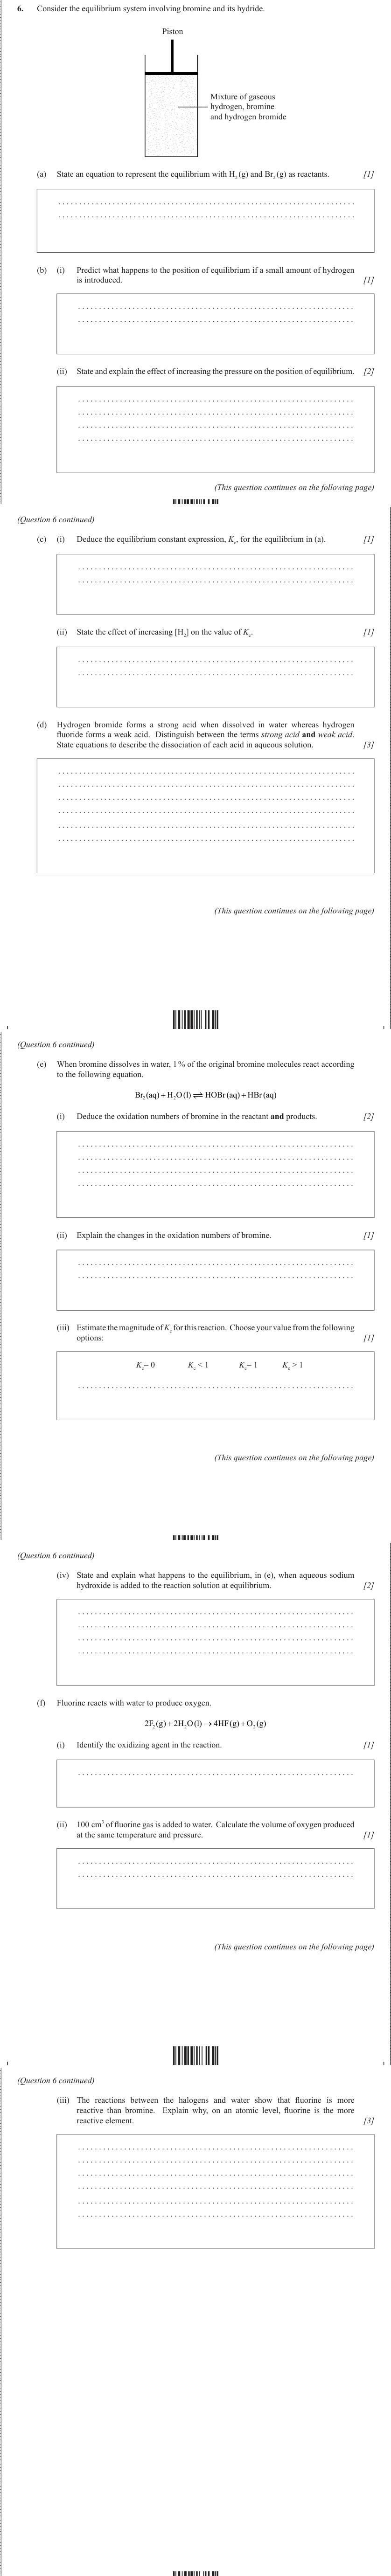 6. Consider the equilibrium system involving bromine and its hydride.
Piston
Mixture of gaseous
hydrogen, bromine
and hydrogen bromide
(a) State an equation to represent the equilibrium with H₂(g) and Br₂(g) as reactants. [1]
(b) (i) Predict what happens to the position of equilibrium if a small amount of hydrogen
is introduced. [1]
(ii) State and explain the effect of increasing the pressure on the position of equilibrium. [2]
(This question continues on the following page)
(Question 6 continued)
(c) (i) Deduce the equilibrium constant expression, Kc, for the equilibrium in (a). [1]
(ii) State the effect of increasing [H₂] on the value of Kc. [1]
(d) Hydrogen bromide forms a strong acid when dissolved in water whereas hydrogen
fluoride forms a weak acid. Distinguish between the terms strong acid and weak acid.
State equations to describe the dissociation of each acid in aqueous solution. [3]
(This question continues on the following page)
(Question 6 continued)
(e) When bromine dissolves in water, 1% of the original bromine molecules react according
to the following equation.
Br₂(aq) + H₂O(l) ⇌ HOBr(aq) + HBr(aq)
(i) Deduce the oxidation numbers of bromine in the reactant and products. [2]
(ii) Explain the changes in the oxidation numbers of bromine. [1]
(iii) Estimate the magnitude of Kc for this reaction. Choose your value from the following
options: [1]
Kc = 0 Kc < 1 Kc = 1 Kc > 1
(This question continues on the following page)
(Question 6 continued)
(iv) State and explain what happens to the equilibrium, in (e), when aqueous sodium
hydroxide is added to the reaction solution at equilibrium. [2]
(f) Fluorine reacts with water to produce oxygen.
2F₂(g) + 2H₂O(l) → 4HF(g) + O₂(g)
(i) Identify the oxidizing agent in the reaction. [1]
(ii) 100 cm³ of fluorine gas is added to water. Calculate the volume of oxygen produced
at the same temperature and pressure. [1]
(This question continues on the following page)
(Question 6 continued)
(iii) The reactions between the halogens and water show that fluorine is more
reactive than bromine. Explain why, on an atomic level, fluorine is the more
reactive element. [3]